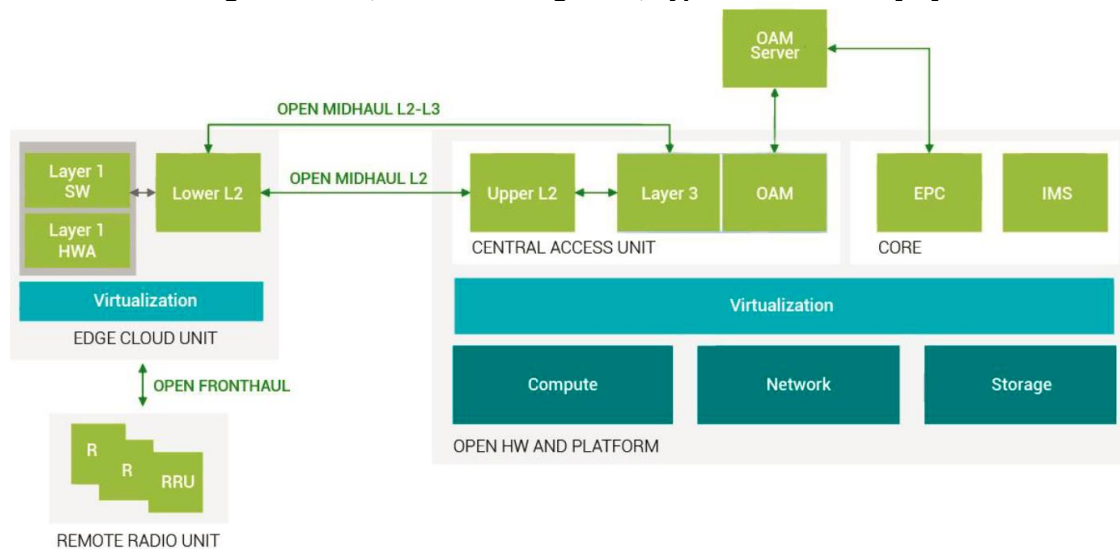 OAM
Server
OPEN MIDHAUL L2-L3
Layer 1
SW
Lower L2
OPEN MIDHAUL L2
Upper L2
Layer 3
OAM
EPC
IMS
Layer 1
HWA
CENTRAL ACCESS UNIT
CORE
Virtualization
Virtualization
EDGE CLOUD UNIT
OPEN FRONTHAUL
Compute
Network
Storage
OPEN HW AND PLATFORM
R
R
RRU
REMOTE RADIO UNIT